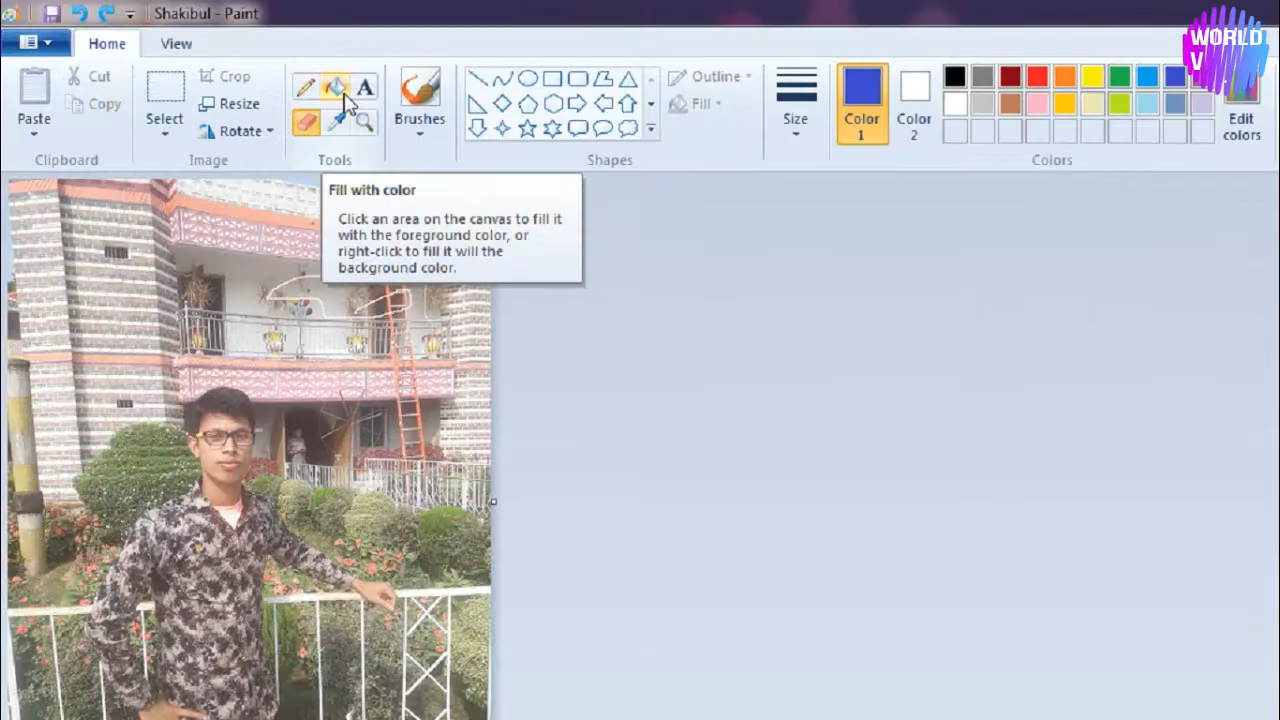 Shakibul - Paint
WORLD
V
Home View
Cut
Copy
Paste
Clipboard
Select
Crop
Resize
Rotate
Image
A
Tools
Brushes
Outline
Fill
Shapes
Size
Color
1
Color
2
Edit
colors
Colors
Fill with color
Click an area on the canvas to fill it
with the foreground color, or
right-click to fill it will the
background color.